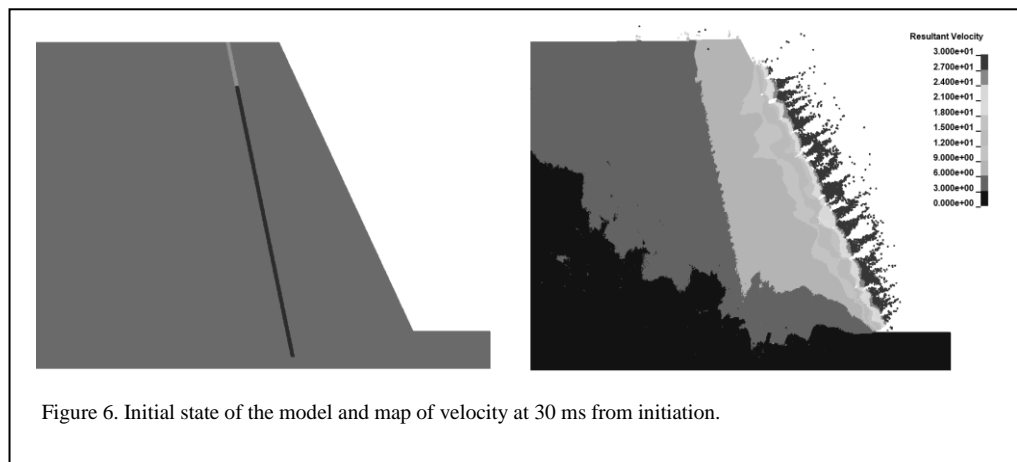 Resultant Velocity
3.000e+01
2.700e+01
2.400e+01
2.100e+01
1.800e+01
1.500e+01
1.200e+01
9.000e+00
6.000e+00
3.000e+00
0.000e+00
Figure 6. Initial state of the model and map of velocity at 30 ms from initiation.